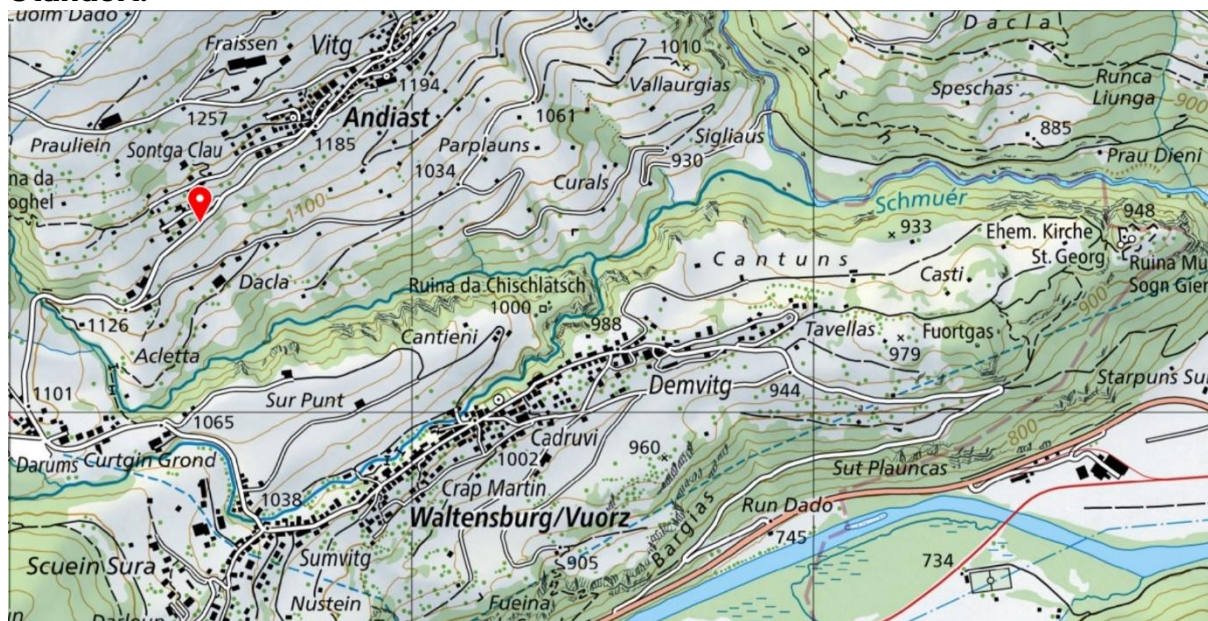 Fraissen
Vitg
1010
Dacla
1194
Vallaurgias
Speschas
Runca
Liunga
900
1257
Andiast
1061
Prauliein
Sontga Clau
1185
Parplauns
Sigliaus
885
1034
930
Prau Dieni
Curals
1100
Schmuér
933
948
Ehem. Kirche
St. Georg
Cantuns
Casti
Dacla
Ruina da Chischlatsch
1000
1126
Cantieni
988
Tavellas
Fuortgas
900
Acletta
979
Demvitg
944
1101
Sur Punt
1065
Cadruvi
960
800
Darums
Curtgin Grond
1002
Sut Plauncas
1038
Crap Martin
Waltensburg/Vuorz
Bargias
Run Dado
745
Scuein Sura
Sumvitg
905
734
Nustein
Fueina